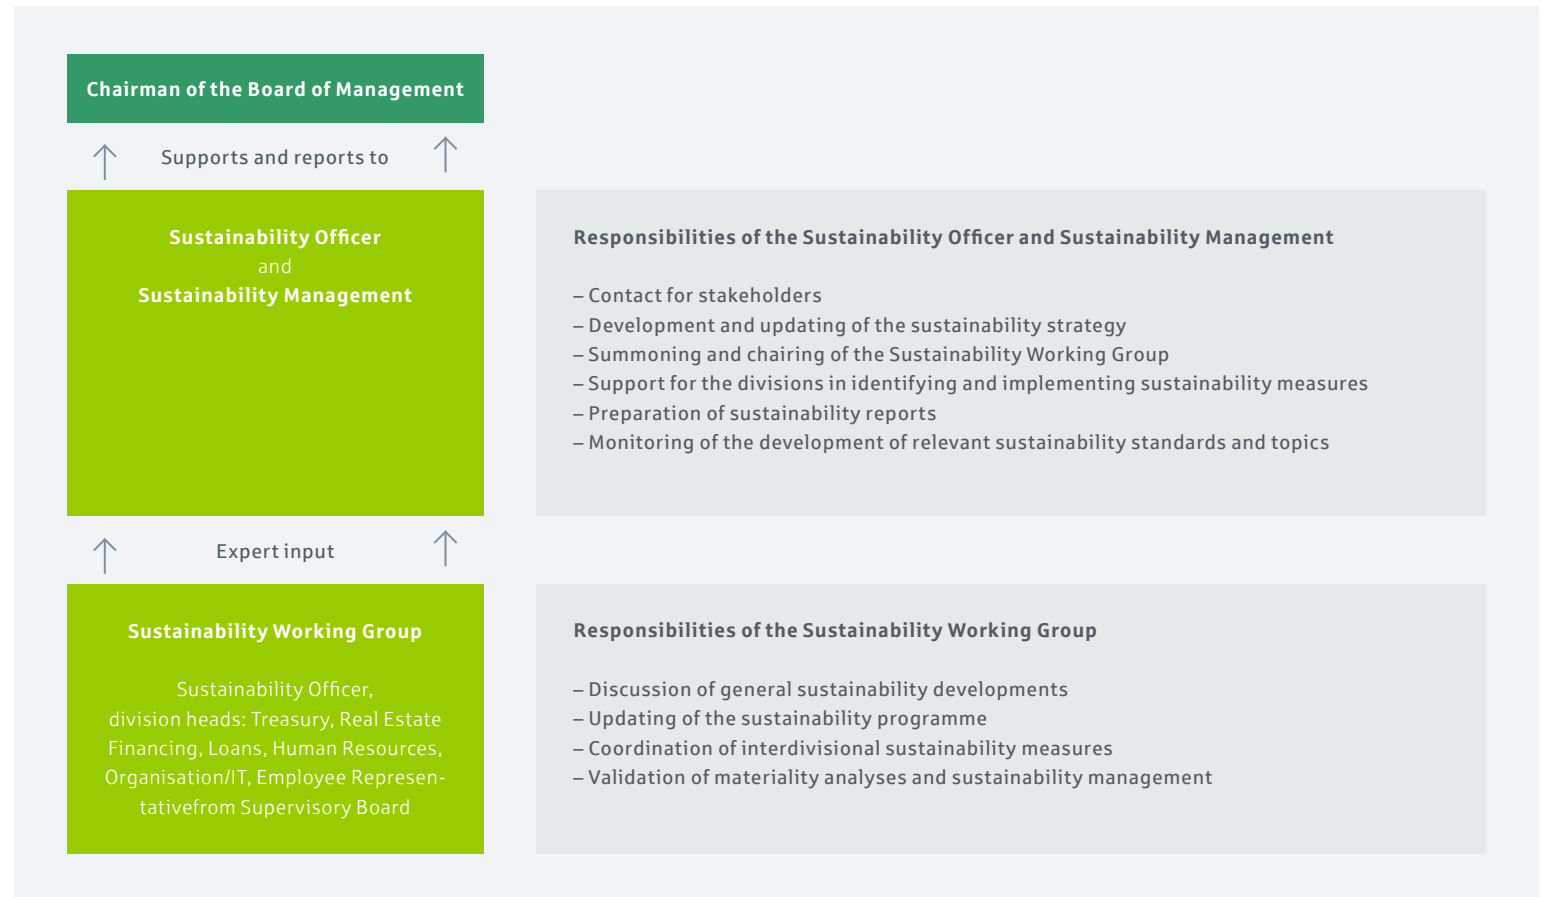 Chairman of the Board of Management
Supports and reports to
Sustainability Officer
and
Sustainability Management
Responsibilities of the Sustainability Officer and Sustainability Management
– Contact for stakeholders
– Development and updating of the sustainability strategy
– Summoning and chairing of the Sustainability Working Group
– Support for the divisions in identifying and implementing sustainability measures
– Preparation of sustainability reports
– Monitoring of the development of relevant sustainability standards and topics
Expert input
Sustainability Working Group
Sustainability Officer,
division heads: Treasury, Real Estate
Financing, Loans, Human Resources,
Organisation/IT, Employee Represen-
tativefrom Supervisory Board
Responsibilities of the Sustainability Working Group
– Discussion of general sustainability developments
– Updating of the sustainability programme
– Coordination of interdivisional sustainability measures
– Validation of materiality analyses and sustainability management